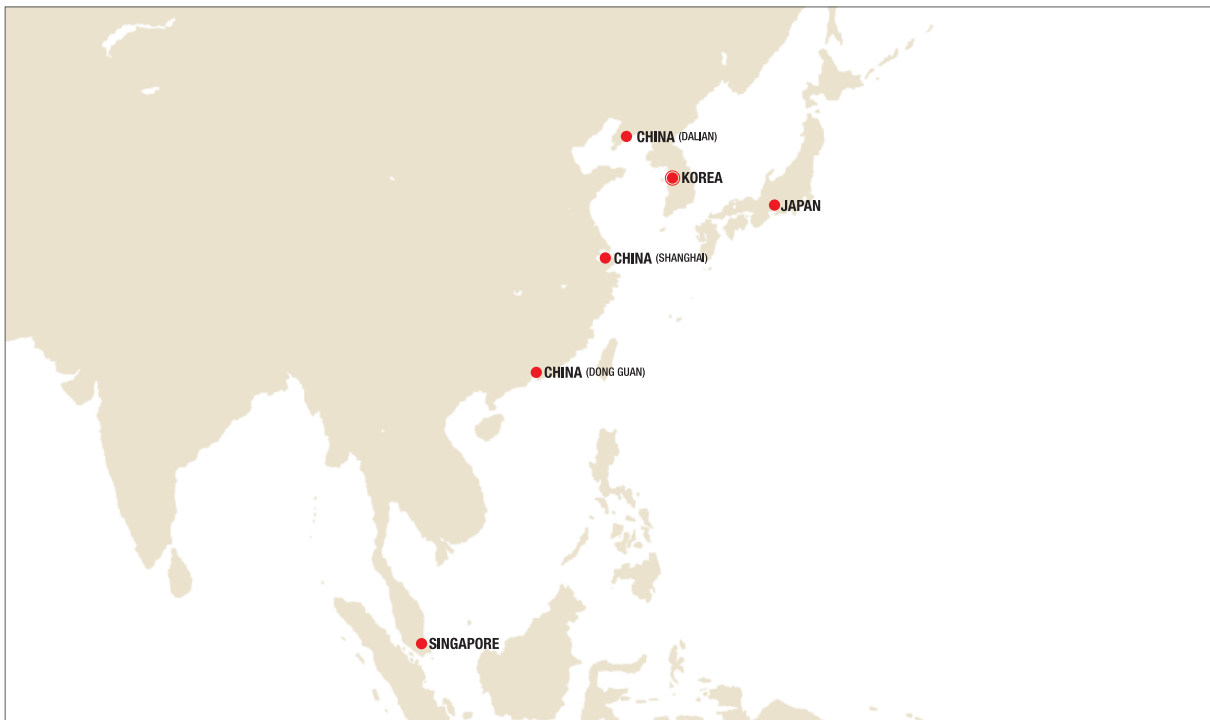 CHINA (DALIAN)
KOREA
JAPAN
CHINA (SHANGHAI)
CHINA (DONG GUAN)
SINGAPORE